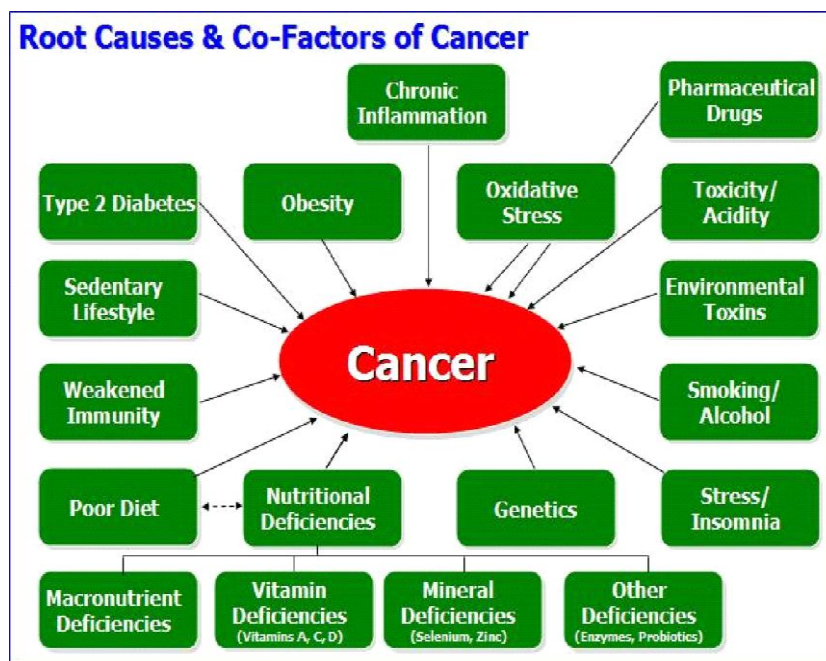 Root Causes & Co-Factors of Cancer
Chronic
Inflammation
Pharmaceutical
Drugs
Type 2 Diabetes
Obesity
Oxidative
Stress
Toxicity/
Acidity
Sedentary
Lifestyle
Environmental
Toxins
Cancer
Weakened
Immunity
Smoking/
Alcohol
Poor Diet
Nutritional
Deficiencies
Genetics
Stress/
Insomnia
Macronutrient
Deficiencies
Vitamin
Deficiencies
(Vitamins A, C, D)
Mineral
Deficiencies
(Selenium, Zinc)
Other
Deficiencies
(Enzymes, Probiotics)